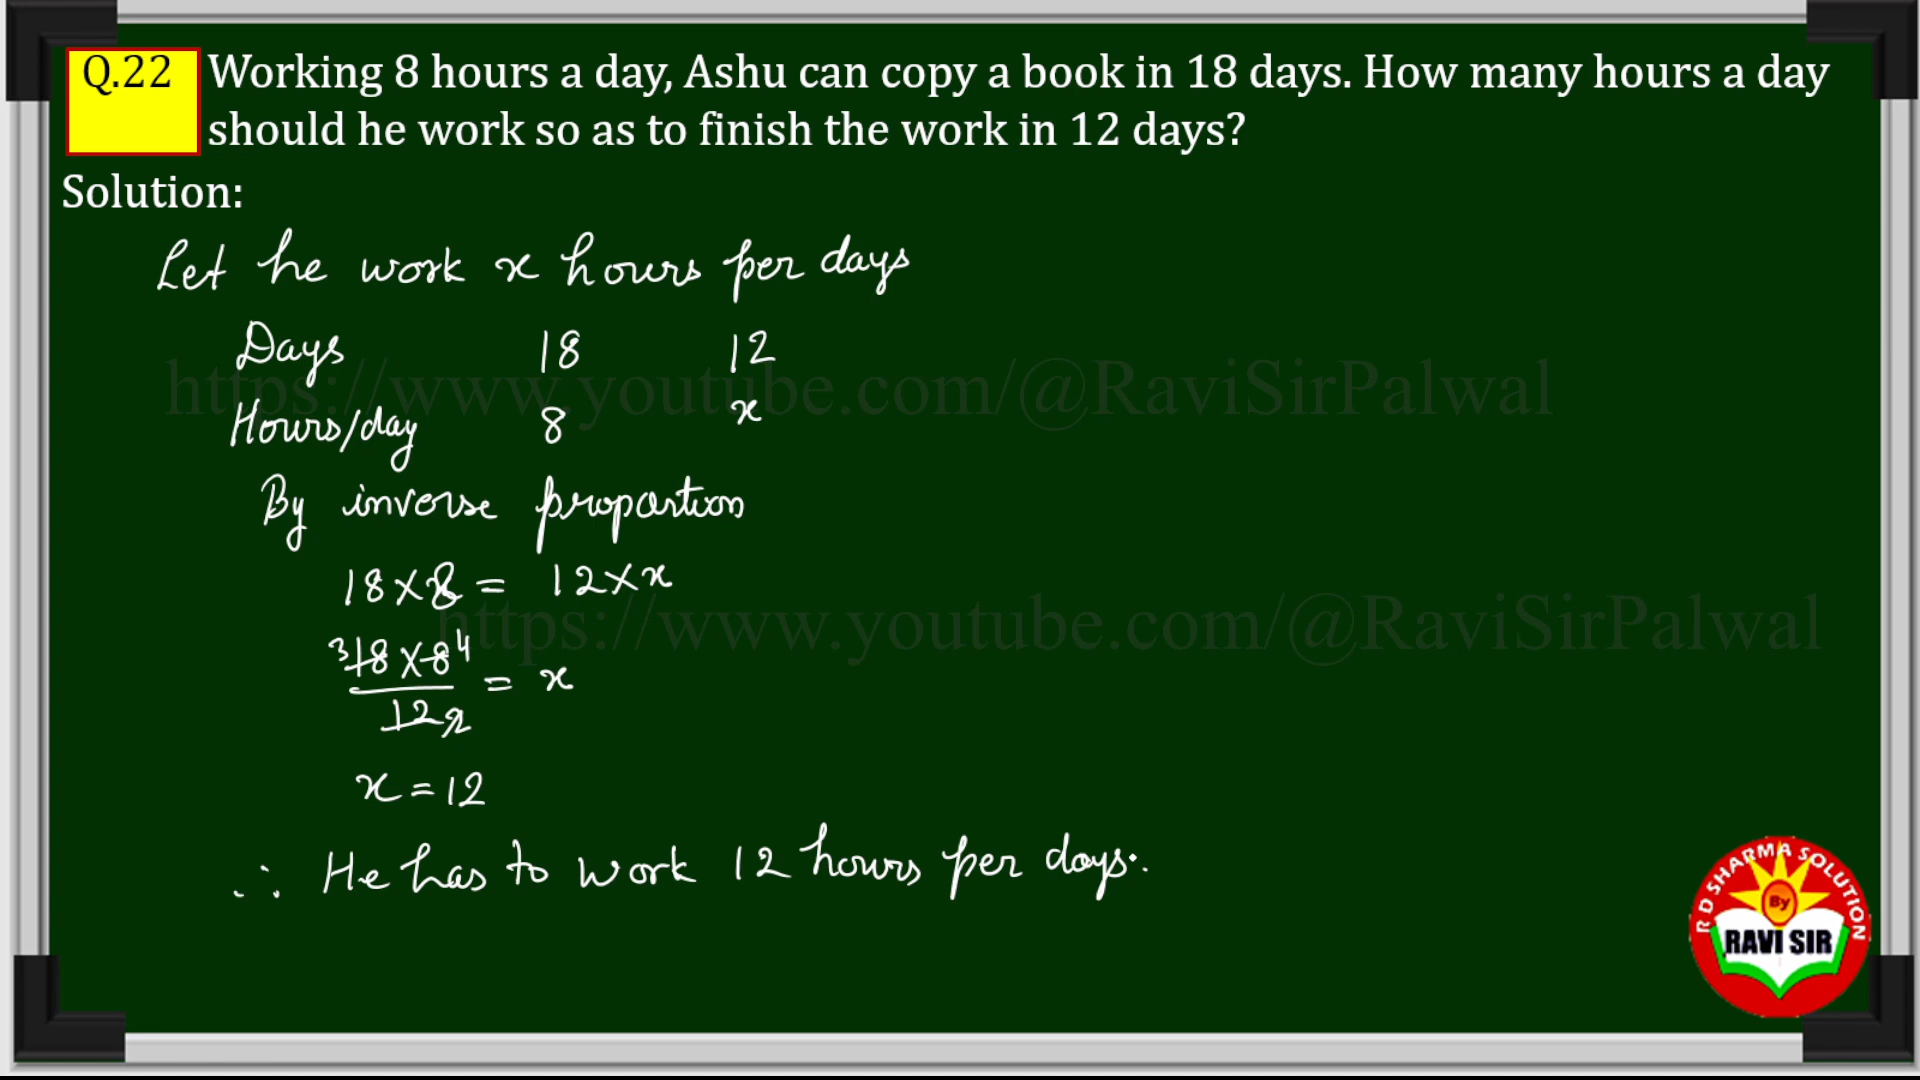 Q.22 Working 8 hours a day, Ashu can copy a book in 18 days. How many hours a day
should he work so as to finish the work in 12 days?
Solution:
Let he work x hours per days
Days 18 12
https://www.youtube.com/@RaviSirPalwal
Hours/day 8 x
By inverse proportion
18×8 = 12×x
https://www.youtube.com/@RaviSirPalwal
3 18 × 8 4
12 2 = x
x = 12
∴ He has to work 12 hours per days.
R D SHARMA SOLUTION
By
RAVI SIR